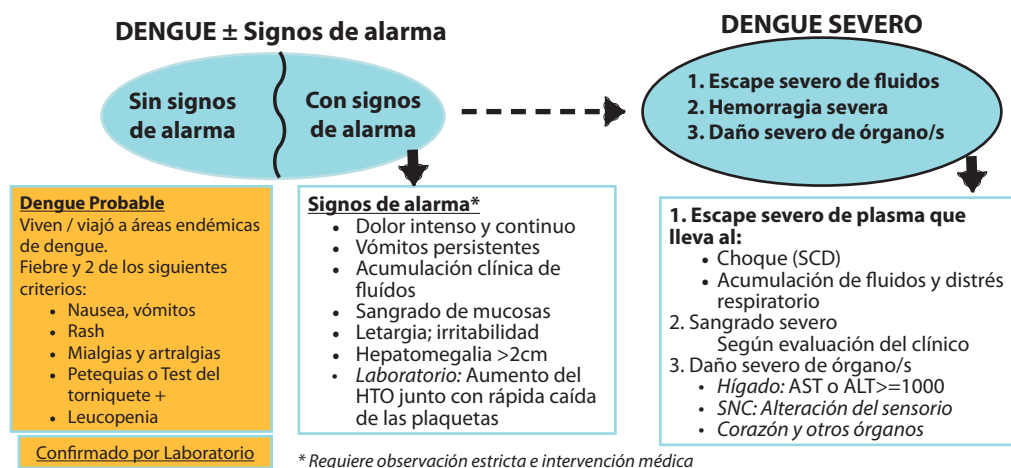 DENGUE ± Signos de alarma
Sin signos
de alarma
Con signos
de alarma
DENGUE SEVERO
1. Escape severo de fluidos
2. Hemorragia severa
3. Daño severo de órgano/s
Dengue Probable
Viven / viajó a áreas endémicas
de dengue.
Fiebre y 2 de los siguientes
criterios:
• Nausea, vómitos
• Rash
• Mialgias y artralgias
• Petequias o Test del
torniquete +
• Leucopenia
Confirmado por Laboratorio
Signos de alarma*
• Dolor intenso y continuo
• Vómitos persistentes
• Acumulación clínica de
fluídos
• Sangrado de mucosas
• Letargia; irritabilidad
• Hepatomegalia >2cm
• Laboratorio: Aumento del
HTO junto con rápida caída
de las plaquetas
* Requiere observación estricta e intervención médica
1. Escape severo de plasma que
lleva al:
• Choque (SCD)
• Acumulación de fluidos y distrés
respiratorio
2. Sangrado severo
Según evaluación del clínico
3. Daño severo de órgano/s
• Hígado: AST o ALT>=1000
• SNC: Alteración del sensorio
• Corazón y otros órganos